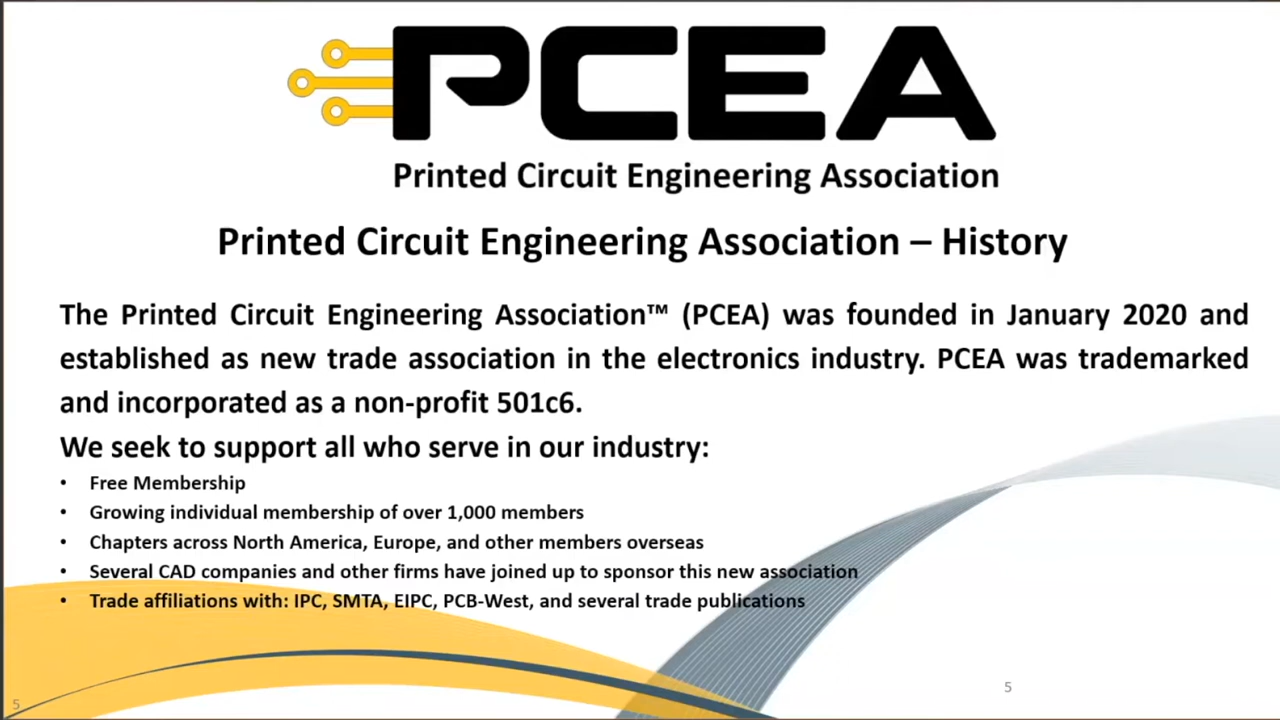 PCEA
Printed Circuit Engineering Association
Printed Circuit Engineering Association – History
The Printed Circuit Engineering Association™ (PCEA) was founded in January 2020 and
established as new trade association in the electronics industry. PCEA was trademarked
and incorporated as a non-profit 501c6.
We seek to support all who serve in our industry:
• Free Membership
• Growing individual membership of over 1,000 members
• Chapters across North America, Europe, and other members overseas
• Several CAD companies and other firms have joined up to sponsor this new association
• Trade affiliations with: IPC, SMTA, EIPC, PCB-West, and several trade publications
5
5